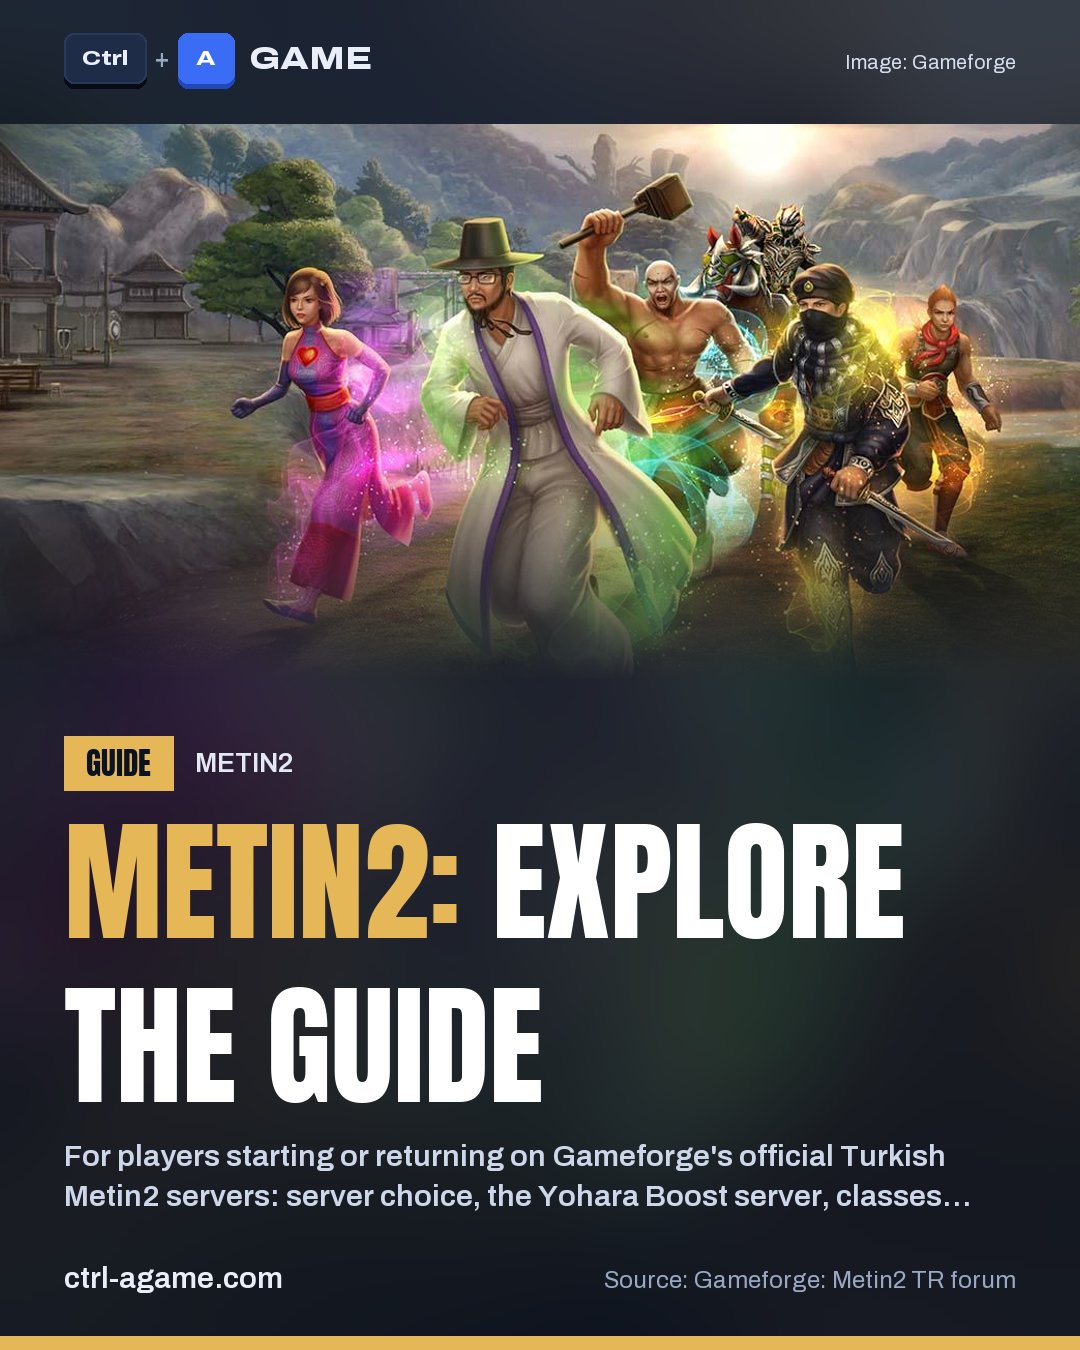 Ctrl + A GAME
Image: Gameforge
GUIDE METIN2
METIN2: EXPLORE
THE GUIDE
For players starting or returning on Gameforge's official Turkish
Metin2 servers: server choice, the Yohara Boost server, classes...
ctrl-agame.com
Source: Gameforge: Metin2 TR forum